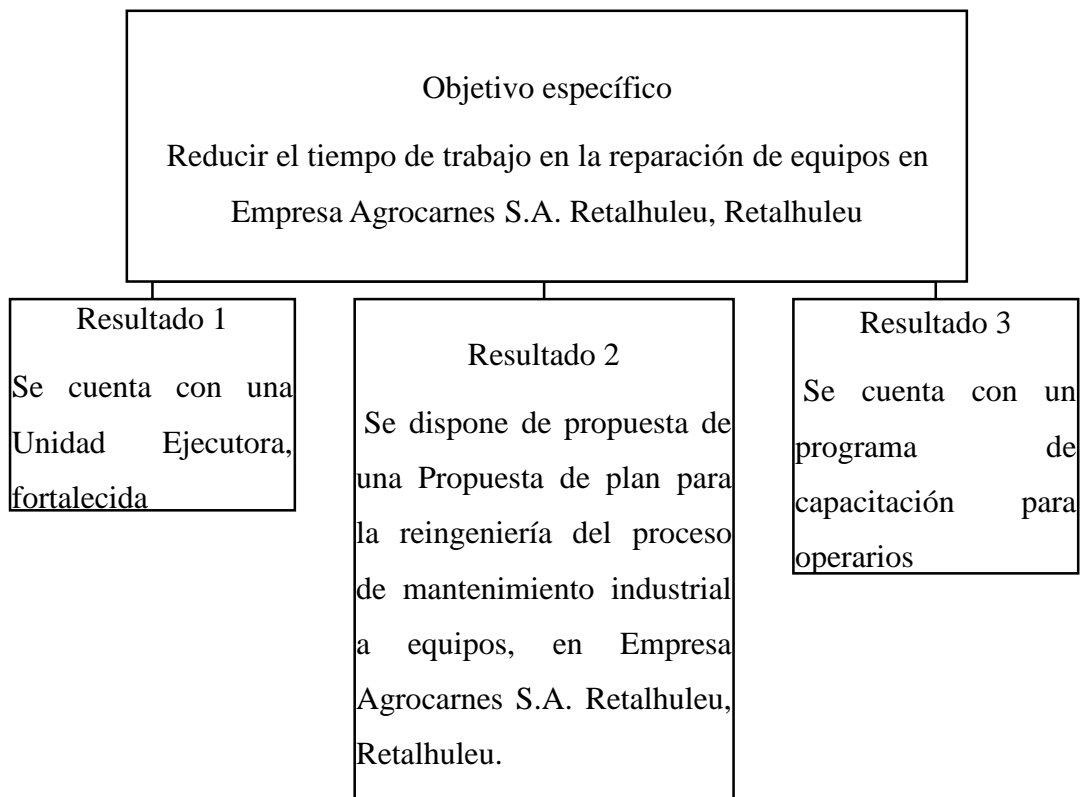 Objetivo específico
Reducir el tiempo de trabajo en la reparación de equipos en
Empresa Agrocarnes S.A. Retalhuleu, Retalhuleu
Resultado 1
Se cuenta con una
Unidad Ejecutora,
fortalecida
Resultado 2
Se dispone de propuesta de
una Propuesta de plan para
la reingeniería del proceso
de mantenimiento industrial
a equipos, en Empresa
Agrocarnes S.A. Retalhuleu,
Retalhuleu.
Resultado 3
Se cuenta con un
programa de
capacitación para
operarios